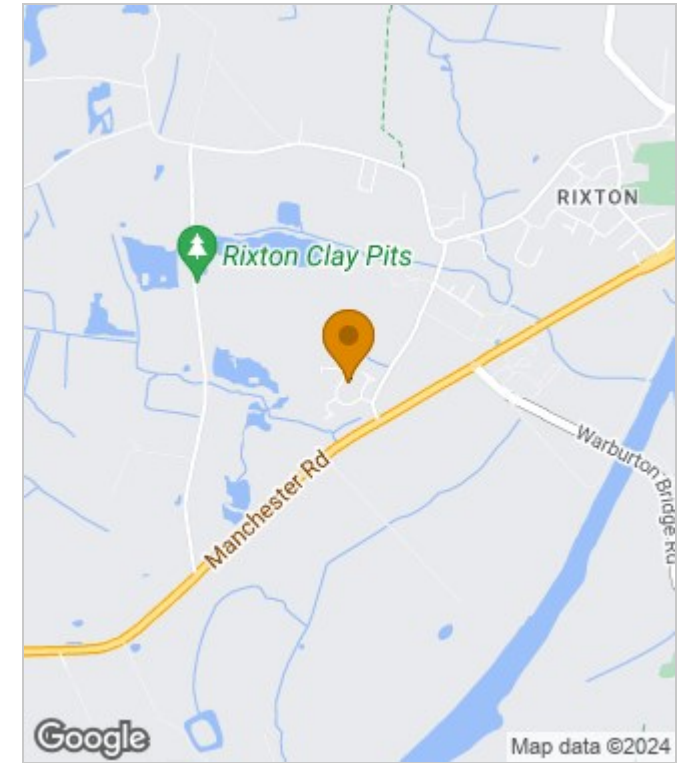 RIXTON
Rixton Clay Pits
Warburton Bridge Rd
Manchester Rd
Google
Map data ©2024